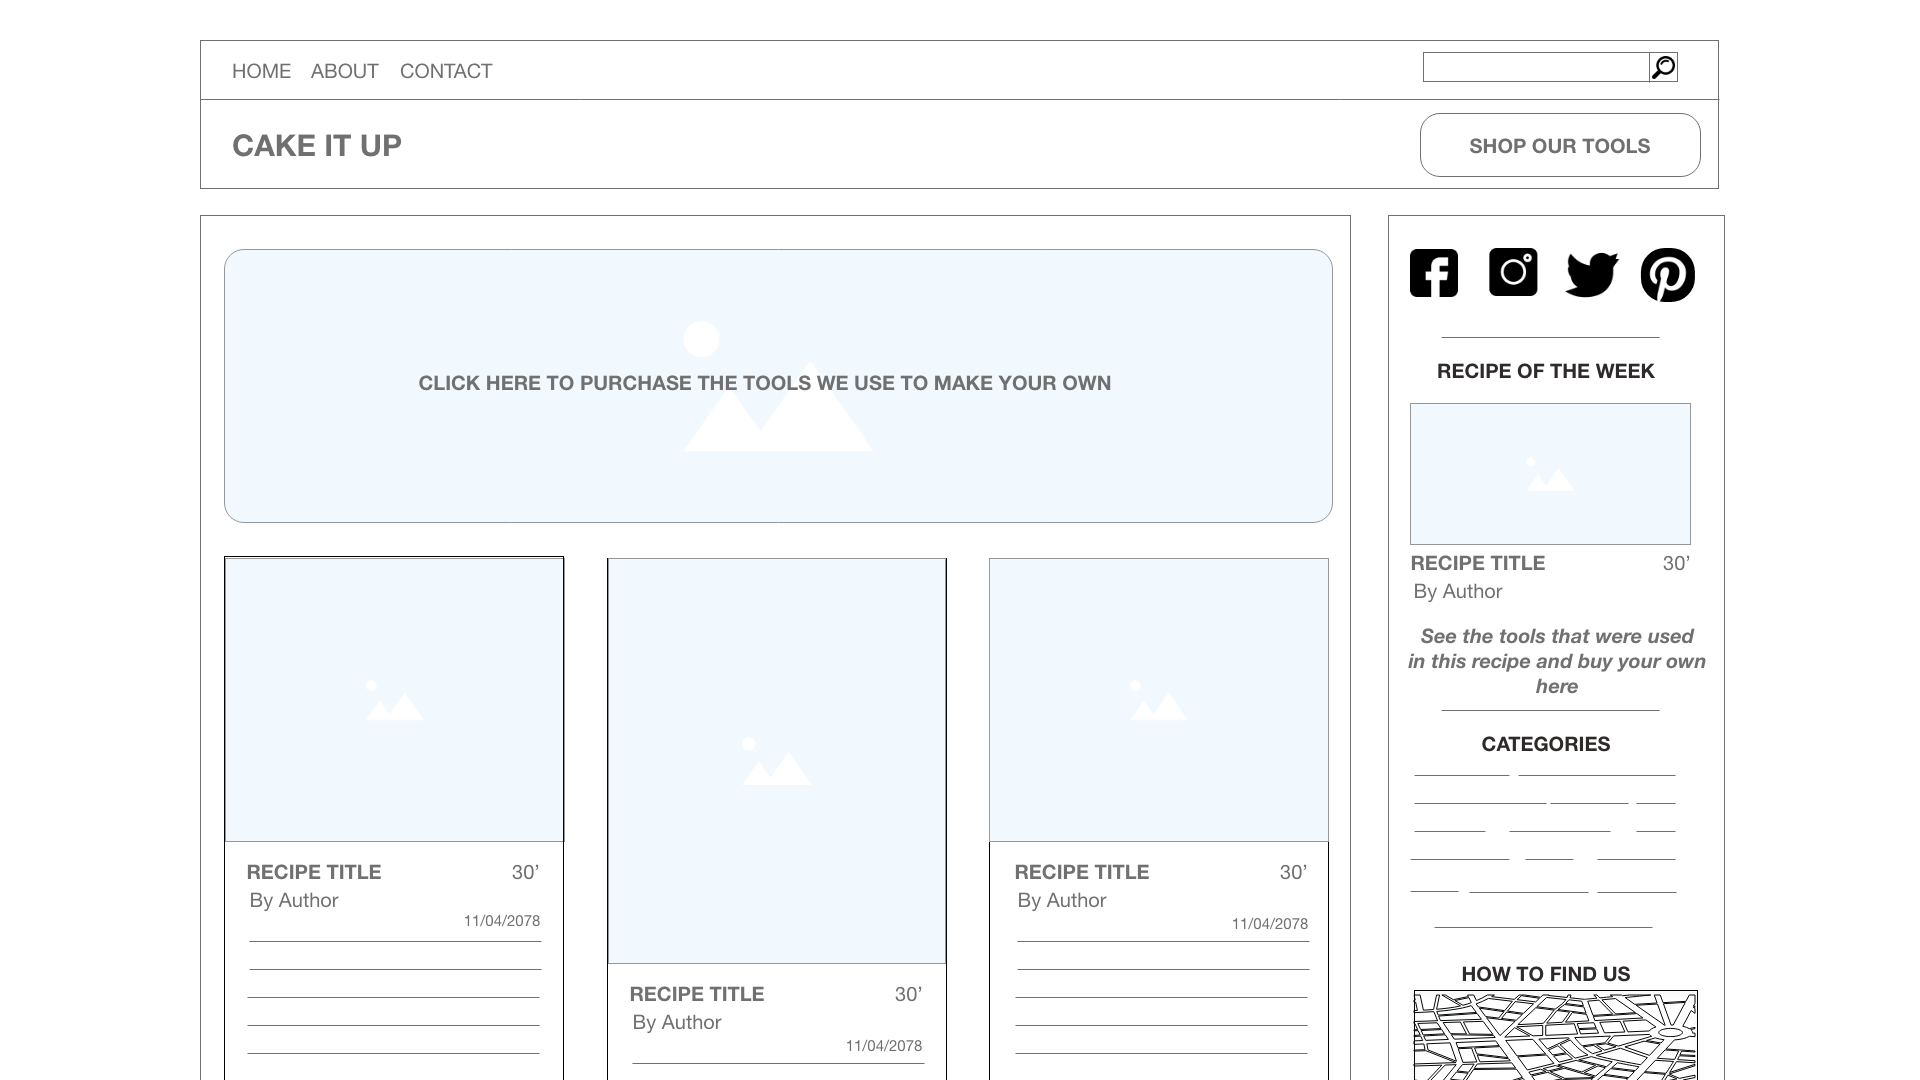 HOME ABOUT CONTACT
CAKE IT UP
SHOP OUR TOOLS
CLICK HERE TO PURCHASE THE TOOLS WE USE TO MAKE YOUR OWN
RECIPE TITLE 30’
By Author
11/04/2078
RECIPE TITLE 30’
By Author
11/04/2078
RECIPE TITLE 30’
By Author
11/04/2078
RECIPE OF THE WEEK
RECIPE TITLE 30’
By Author
See the tools that were used
in this recipe and buy your own
here
CATEGORIES
HOW TO FIND US